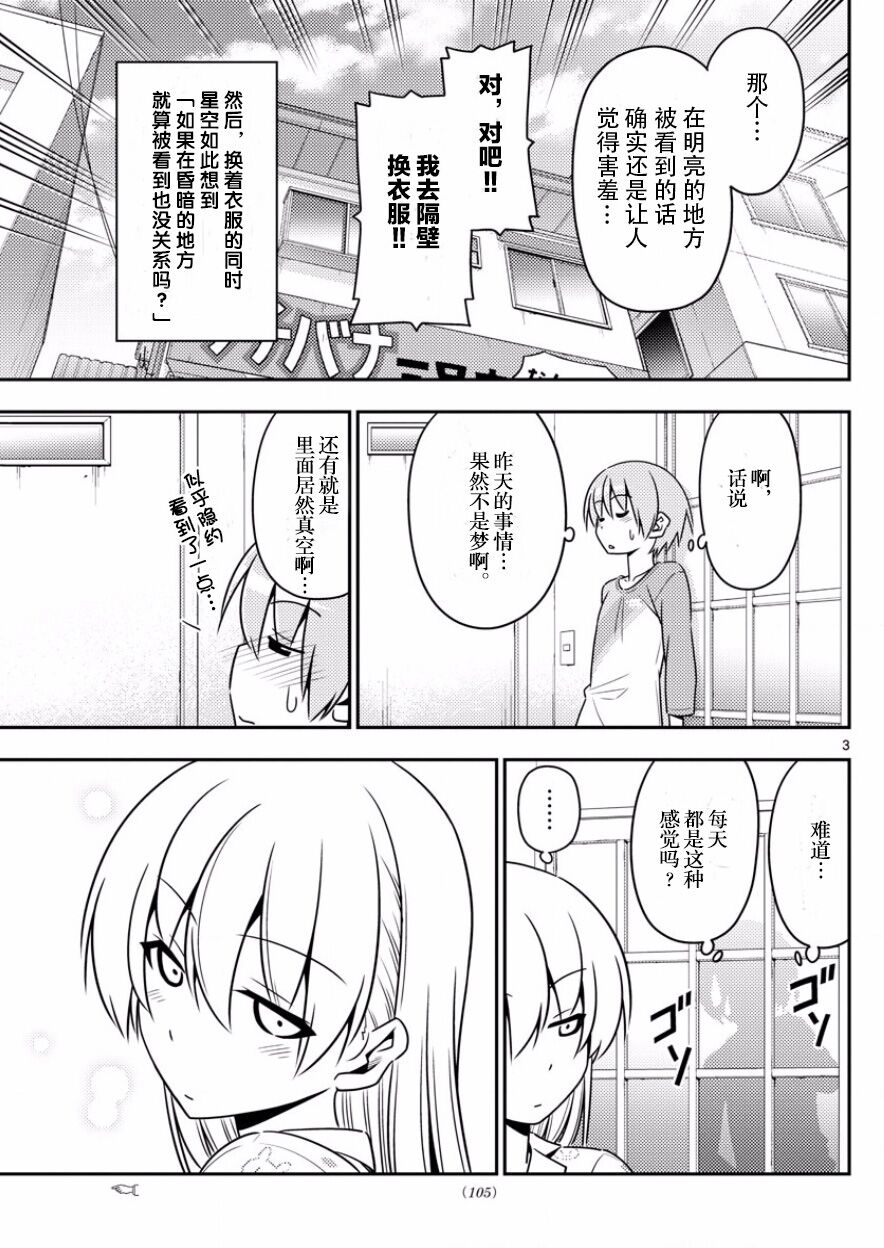 那个…
在明亮的地方
被看到的话
确实还是让人
觉得害羞…
对，对吧!!
我去隔壁
换衣服!!
然后，换着衣服的同时
星空如此想到
「如果在昏暗的地方
就算被看到也没关系吗？」
啊，
话说
昨天的事情…
果然不是梦啊。
还有就是
里面居然真空啊…
似乎隐约
看到了一点…
3
难道…
每天
都是这种
感觉吗？
……
ゴソ
ゴソ
(105)